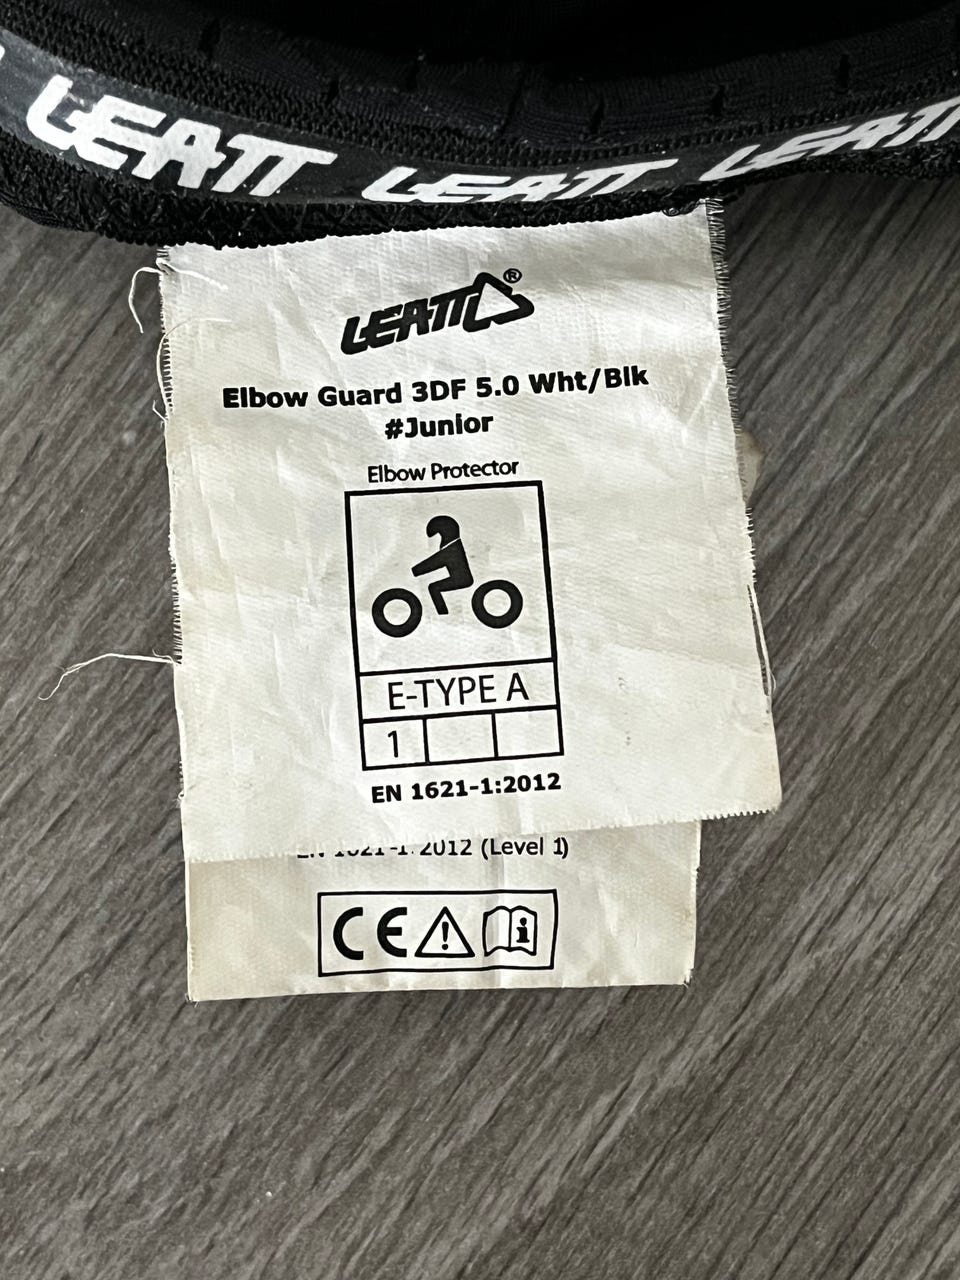 LEATT LEATT LEATT
LEATT®
Elbow Guard 3DF 5.0 Wht/Blk
#Junior
Elbow Protector
E-TYPE A
1
EN 1621-1:2012
EN 1621-1:2012 (Level 1)
CE